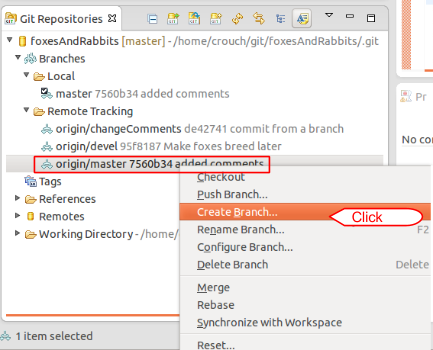 Git Repositories
foxesAndRabbits [master] - /home/crouch/git/foxesAndRabbits/.git
Branches
Local
master 7560b34 added comments
Remote Tracking
origin/changeComments de42741 commit from a branch
origin/devel 95f8187 Make foxes breed later
origin/master 7560b34 added comments
Tags
References
Remotes
Working Directory - /home/
Checkout
Push Branch...
Create Branch...
Click
Rename Branch... F2
Configure Branch...
Delete Branch Delete
Merge
Rebase
Synchronize with Workspace
Reset...
1 item selected
Pr
No co